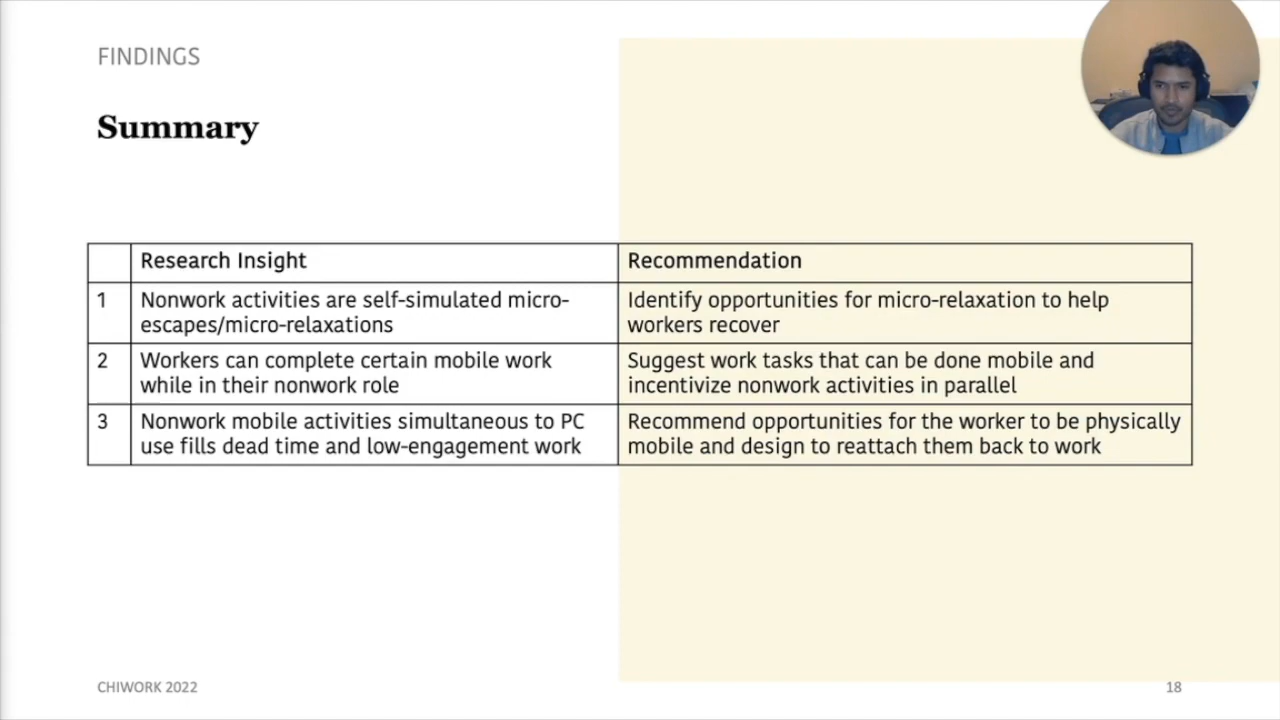 FINDINGS
Summary
Research Insight
Recommendation
1
Nonwork activities are self-simulated micro-
escapes/micro-relaxations
Identify opportunities for micro-relaxation to help
workers recover
2
Workers can complete certain mobile work
while in their nonwork role
Suggest work tasks that can be done mobile and
incentivize nonwork activities in parallel
3
Nonwork mobile activities simultaneous to PC
use fills dead time and low-engagement work
Recommend opportunities for the worker to be physically
mobile and design to reattach them back to work
CHIWORK 2022
18